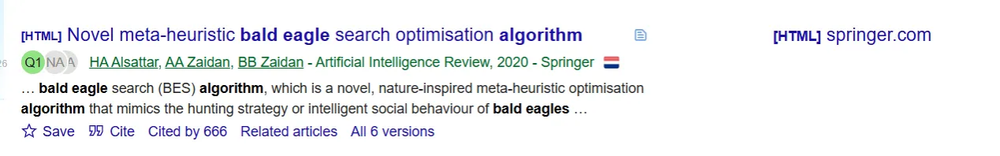 [HTML] Novel meta-heuristic bald eagle search optimisation algorithm
[HTML] springer.com
26
Q1 NA A HA Alsattar, AA Zaidan, BB Zaidan - Artificial Intelligence Review, 2020 - Springer
… bald eagle search (BES) algorithm, which is a novel, nature-inspired meta-heuristic optimisation
algorithm that mimics the hunting strategy or intelligent social behaviour of bald eagles …
Save Cite Cited by 666 Related articles All 6 versions